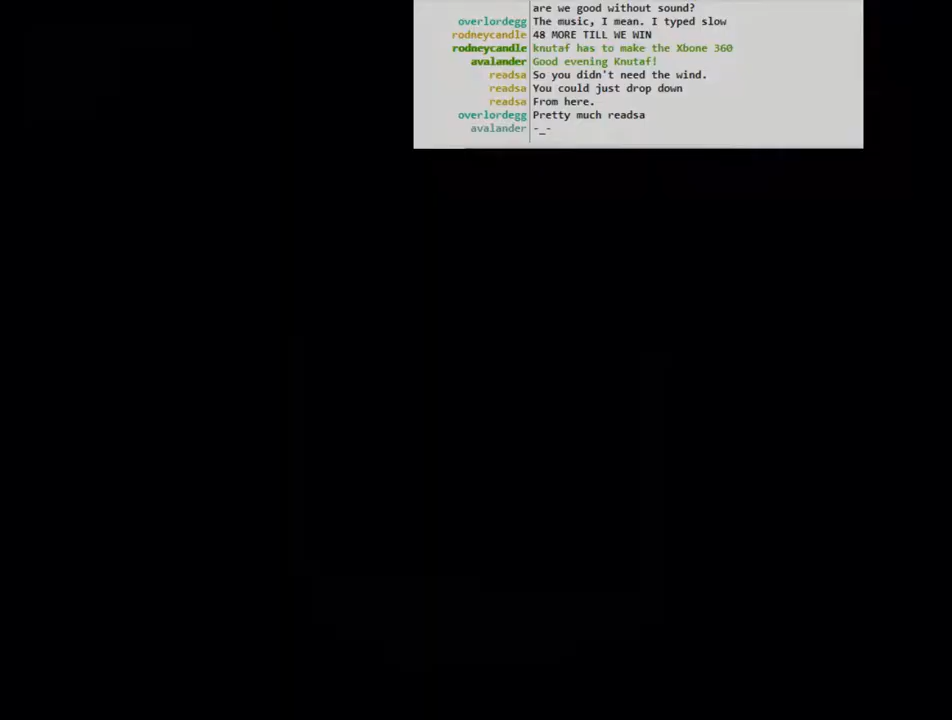 are we good without sound?
overlordegg The music, I mean. I typed slow
rodneycandle 48 MORE TILL WE WIN
rodneycandle knutaf has to make the Xbone 360
avalander Good evening Knutaf!
readsa So you didn't need the wind.
readsa You could just drop down
readsa From here.
overlordegg Pretty much readsa
avalander -_-